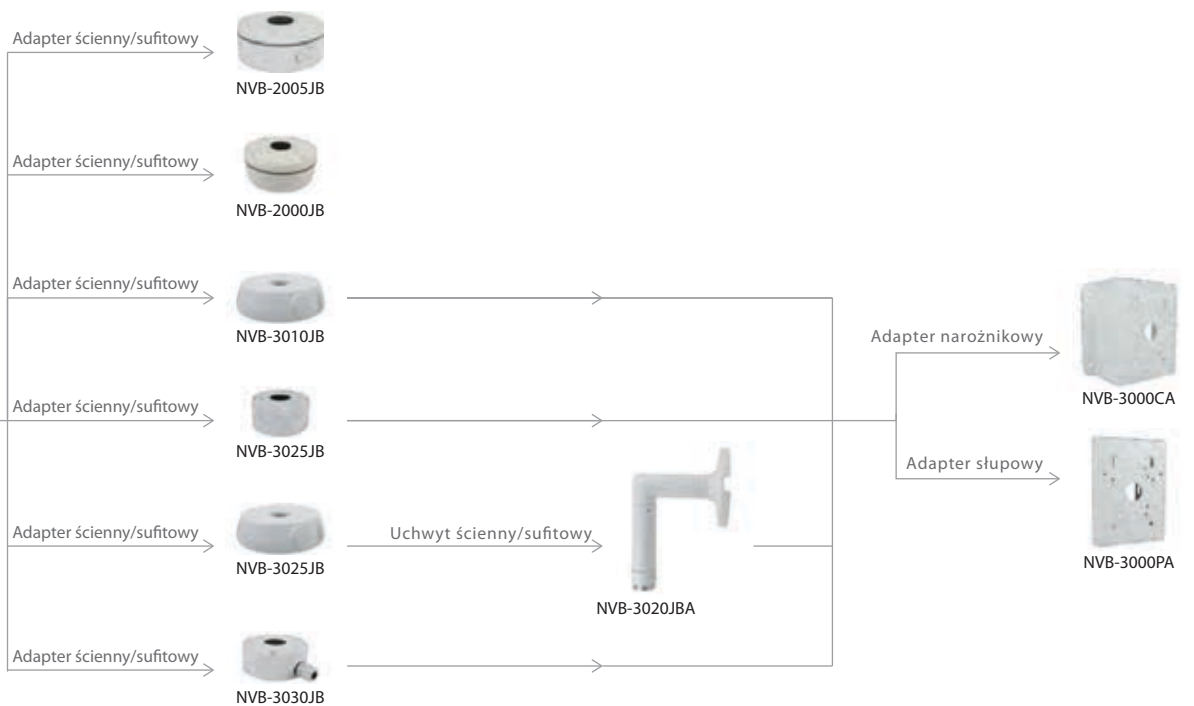 Adapter ścienny/sufitowy
NVB-2005JB
Adapter ścienny/sufitowy
NVB-2000JB
Adapter ścienny/sufitowy
NVB-3010JB
Adapter narożnikowy
NVB-3000CA
Adapter ścienny/sufitowy
NVB-3025JB
Adapter słupowy
NVB-3000PA
Adapter ścienny/sufitowy
NVB-3025JB
Uchwyt ścienny/sufitowy
NVB-3020JBA
Adapter ścienny/sufitowy
NVB-3030JB